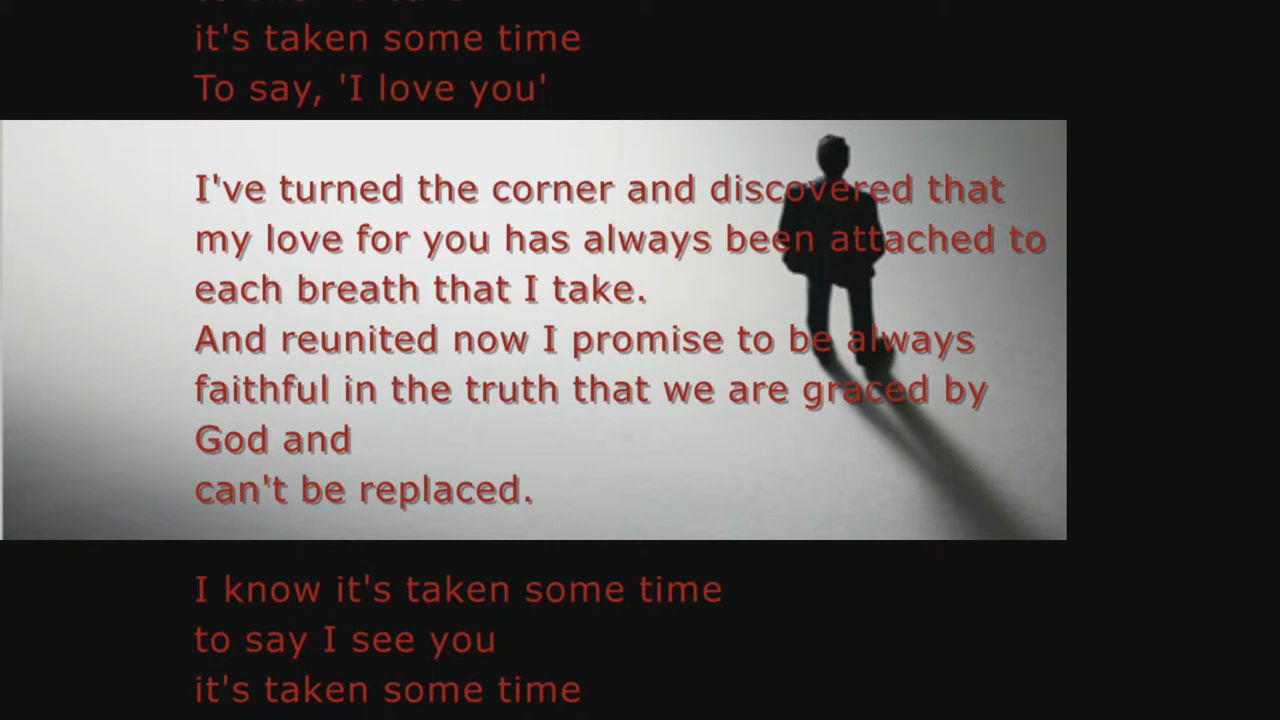 it's taken some time
To say, 'I love you'
I've turned the corner and discovered that
my love for you has always been attached to
each breath that I take.
And reunited now I promise to be always
faithful in the truth that we are graced by
God and
can't be replaced.
I know it's taken some time
to say I see you
it's taken some time